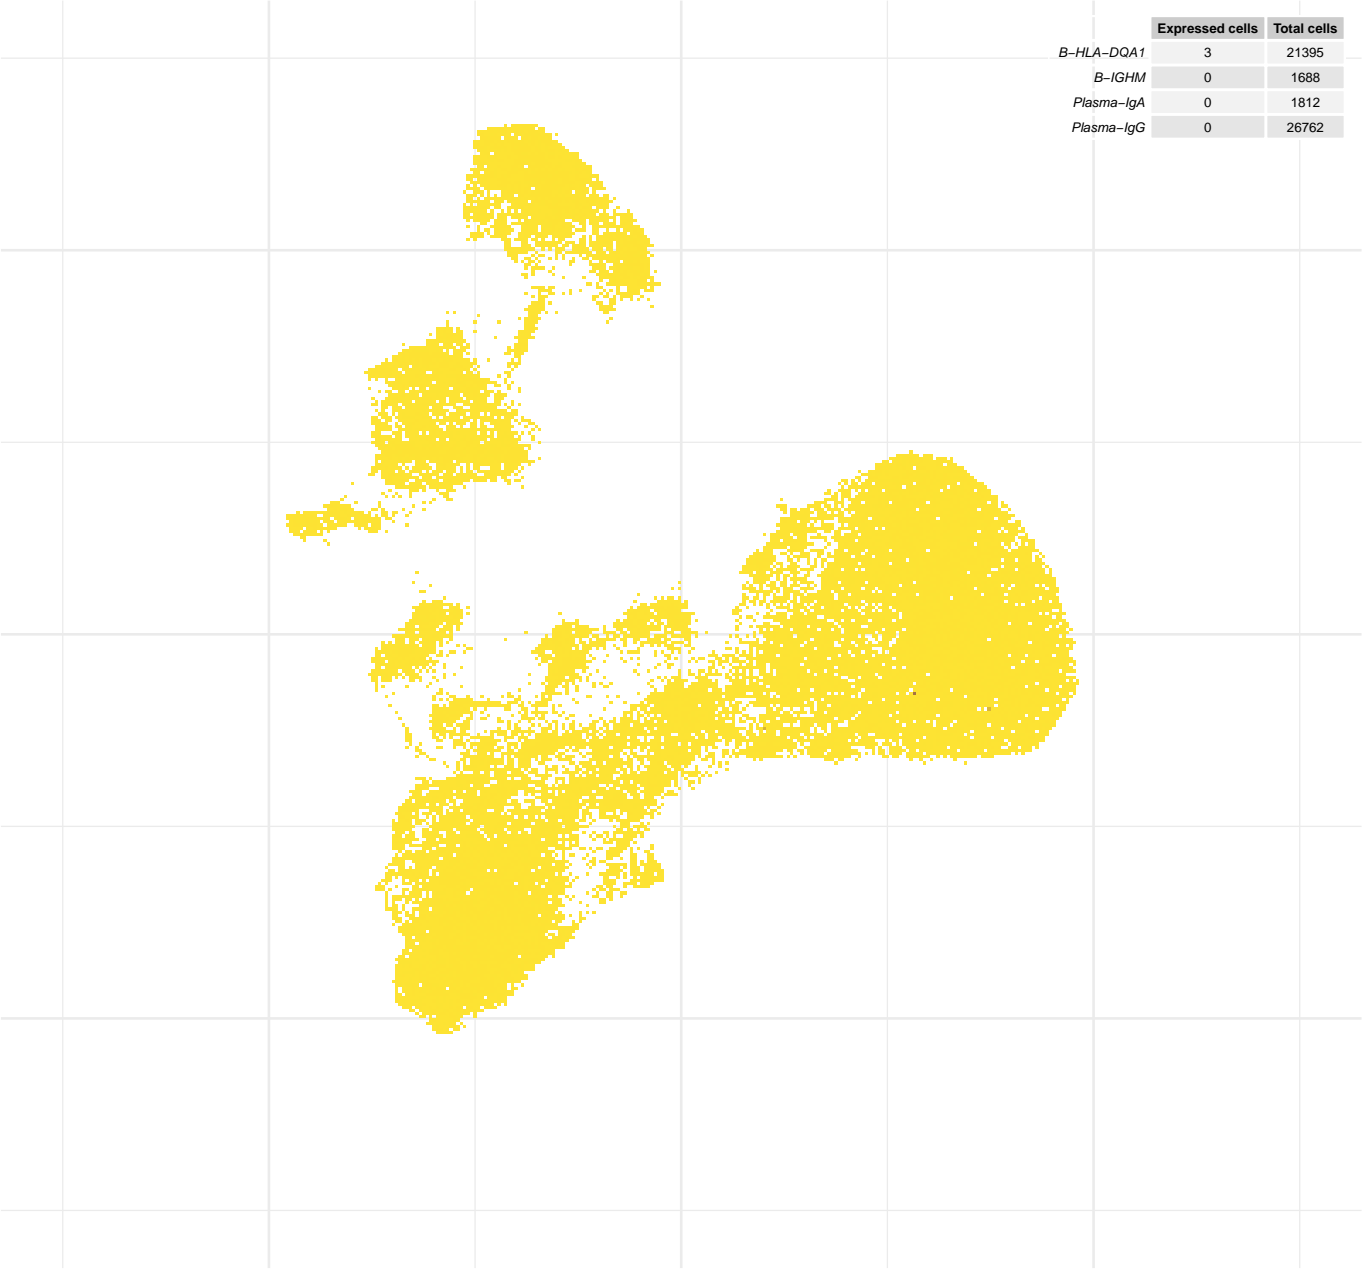 Expressed cells Total cells
B−HLA−DQA1 3 21395
B−IGHM 0 1688
Plasma−IgA 0 1812
Plasma−IgG 0 26762